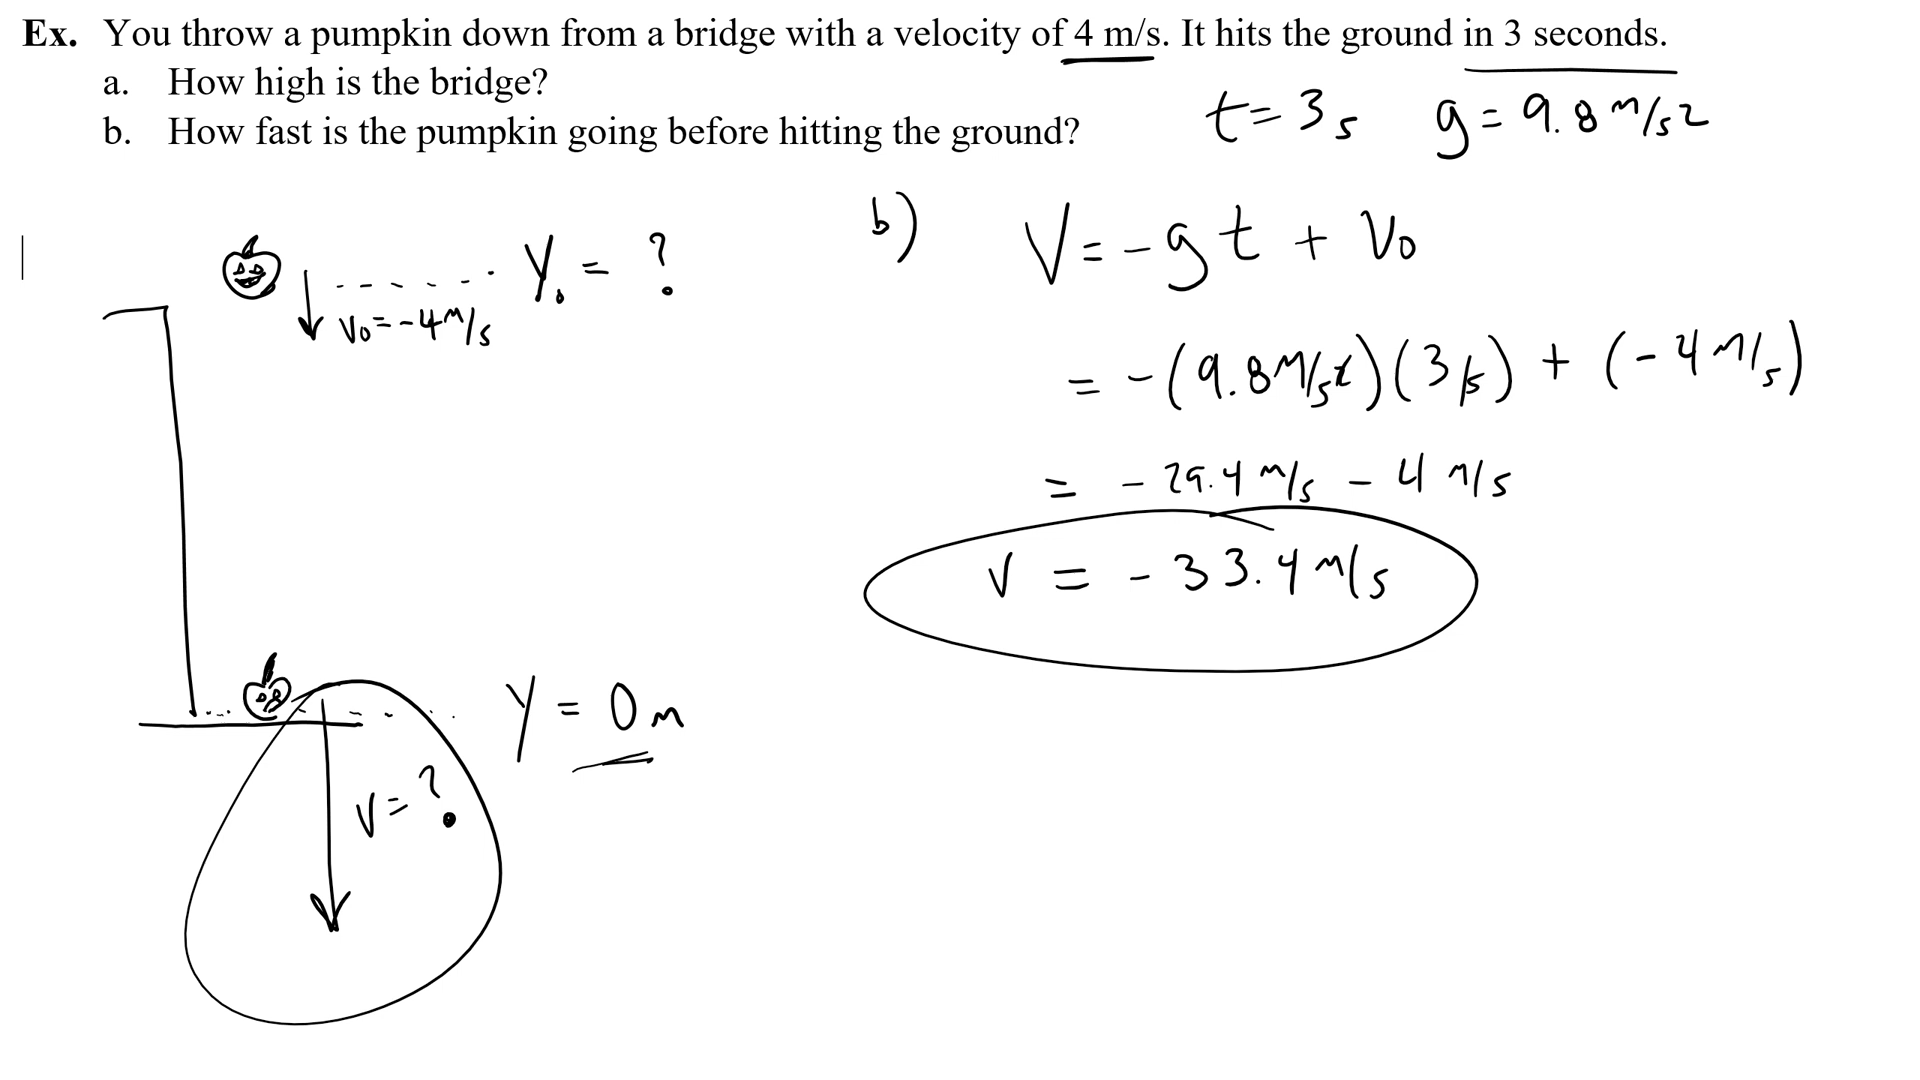 Ex. You throw a pumpkin down from a bridge with a velocity of 4 m/s. It hits the ground in 3 seconds.
a. How high is the bridge?
b. How fast is the pumpkin going before hitting the ground?
t = 3s g = 9.8 m/s2
b) V = -gt + V0
Y0 = ?
V0 = -4 m/s
= -(9.8 m/s2)(3 s) + (-4 m/s)
= -29.4 m/s - 4 m/s
V = -33.4 m/s
Y = 0m
V = ?